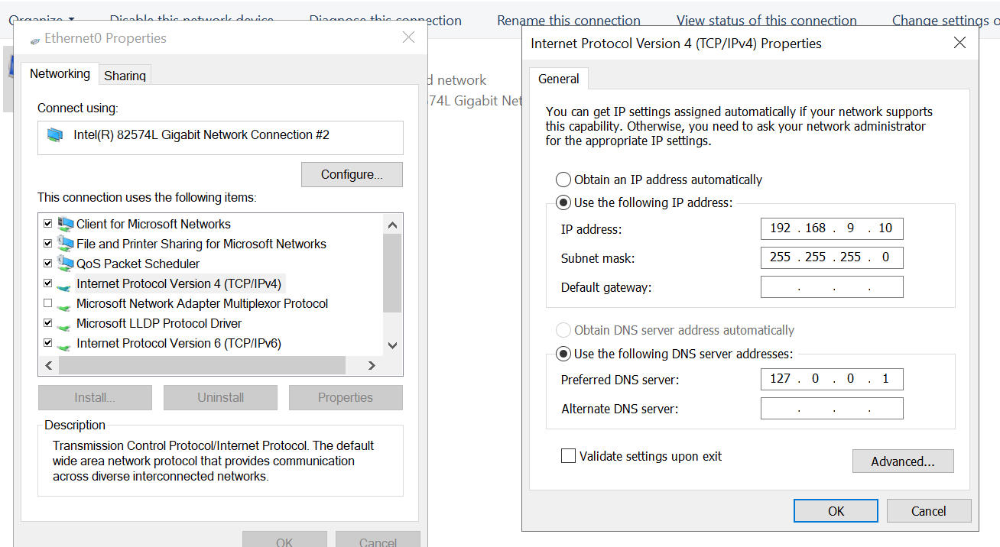 Organize Disable this network device Diagnose this connection Rename this connection View status of this connection Change settings
Ethernet0 Properties
Networking Sharing
Connect using:
Intel(R) 82574L Gigabit Network Connection #2
Configure...
This connection uses the following items:
Client for Microsoft Networks
File and Printer Sharing for Microsoft Networks
QoS Packet Scheduler
Internet Protocol Version 4 (TCP/IPv4)
Microsoft Network Adapter Multiplexor Protocol
Microsoft LLDP Protocol Driver
Internet Protocol Version 6 (TCP/IPv6)
Install... Uninstall Properties
Description
Transmission Control Protocol/Internet Protocol. The default
wide area network protocol that provides communication
across diverse interconnected networks.
OK Cancel
d network
574L Gigabit Net
Internet Protocol Version 4 (TCP/IPv4) Properties
General
You can get IP settings assigned automatically if your network supports
this capability. Otherwise, you need to ask your network administrator
for the appropriate IP settings.
Obtain an IP address automatically
Use the following IP address:
IP address: 192 . 168 . 9 . 10
Subnet mask: 255 . 255 . 255 . 0
Default gateway: . . .
Obtain DNS server address automatically
Use the following DNS server addresses:
Preferred DNS server: 127 . 0 . 0 . 1
Alternate DNS server: . . .
Validate settings upon exit
Advanced...
OK Cancel